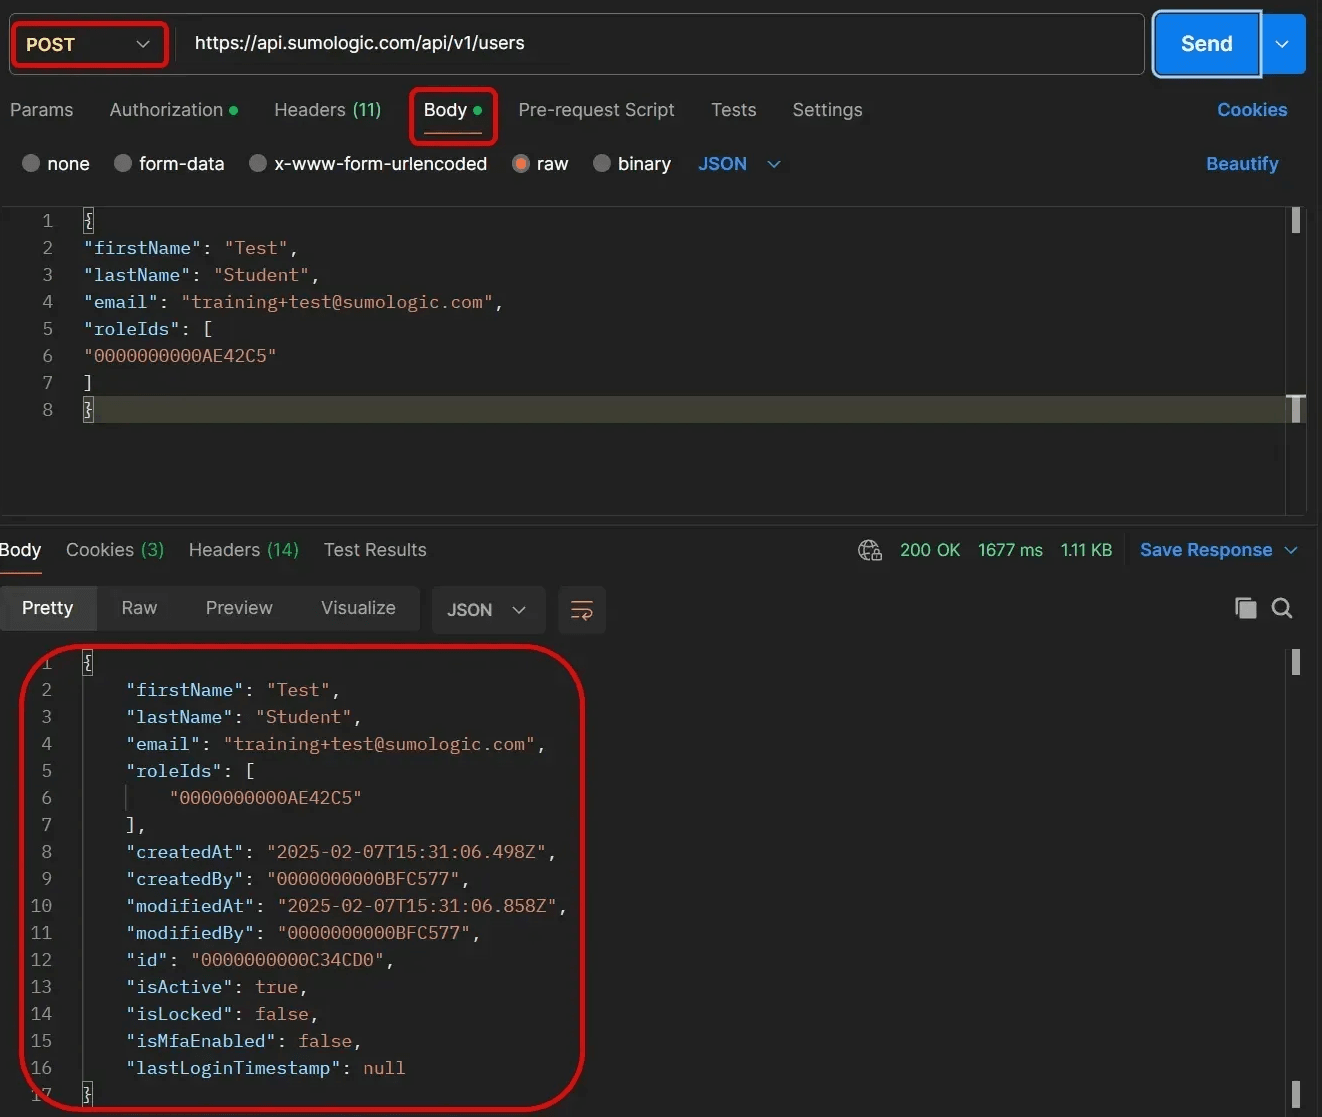 POST https://api.sumologic.com/api/v1/users Send
Params Authorization Headers (11) Body Pre-request Script Tests Settings Cookies
none form-data x-www-form-urlencoded raw binary JSON Beautify
1 {
2 "firstName": "Test",
3 "lastName": "Student",
4 "email": "training+test@sumologic.com",
5 "roleIds": [
6 "0000000000AE42C5"
7 ]
8 }
Body Cookies (3) Headers (14) Test Results 200 OK 1677 ms 1.11 KB Save Response
Pretty Raw Preview Visualize JSON
1 {
2 "firstName": "Test",
3 "lastName": "Student",
4 "email": "training+test@sumologic.com",
5 "roleIds": [
6 "0000000000AE42C5"
7 ],
8 "createdAt": "2025-02-07T15:31:06.498Z",
9 "createdBy": "0000000000BFC577",
10 "modifiedAt": "2025-02-07T15:31:06.858Z",
11 "modifiedBy": "0000000000BFC577",
12 "id": "0000000000C34CD0",
13 "isActive": true,
14 "isLocked": false,
15 "isMfaEnabled": false,
16 "lastLoginTimestamp": null
17 }